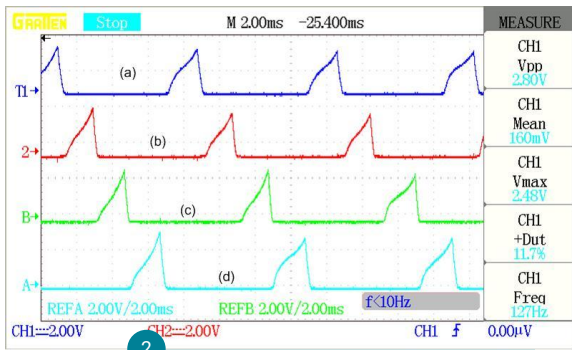 GRATTEN Stop M 2.00ms -25.400ms MEASURE
CH1
Vpp
2.80V
CH1
Mean
160mV
CH1
Vmax
2.48V
CH1
+Dut
11.7%
CH1
Freq
127Hz
(a)
T1
(b)
2
(c)
B
(d)
A
f<10Hz
REFA 2.00V/2.00ms REFB 2.00V/2.00ms
CH1 2.00V CH2 2.00V CH1 0.00μV
2